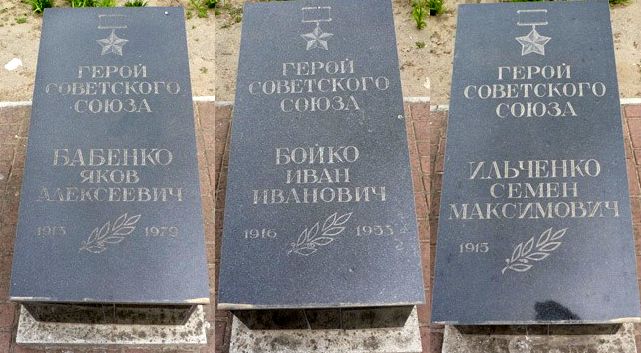 ГЕРОЙ
СОВЕТСКОГО
СОЮЗА
БАБЕНКО
ЯКОВ
АЛЕКСЕЕВИЧ
1913 1979
ГЕРОЙ
СОВЕТСКОГО
СОЮЗА
БОЙКО
ИВАН
ИВАНОВИЧ
1916 1953
ГЕРОЙ
СОВЕТСКОГО
СОЮЗА
ИЛЬЧЕНКО
СЕМЕН
МАКСИМОВИЧ
1915